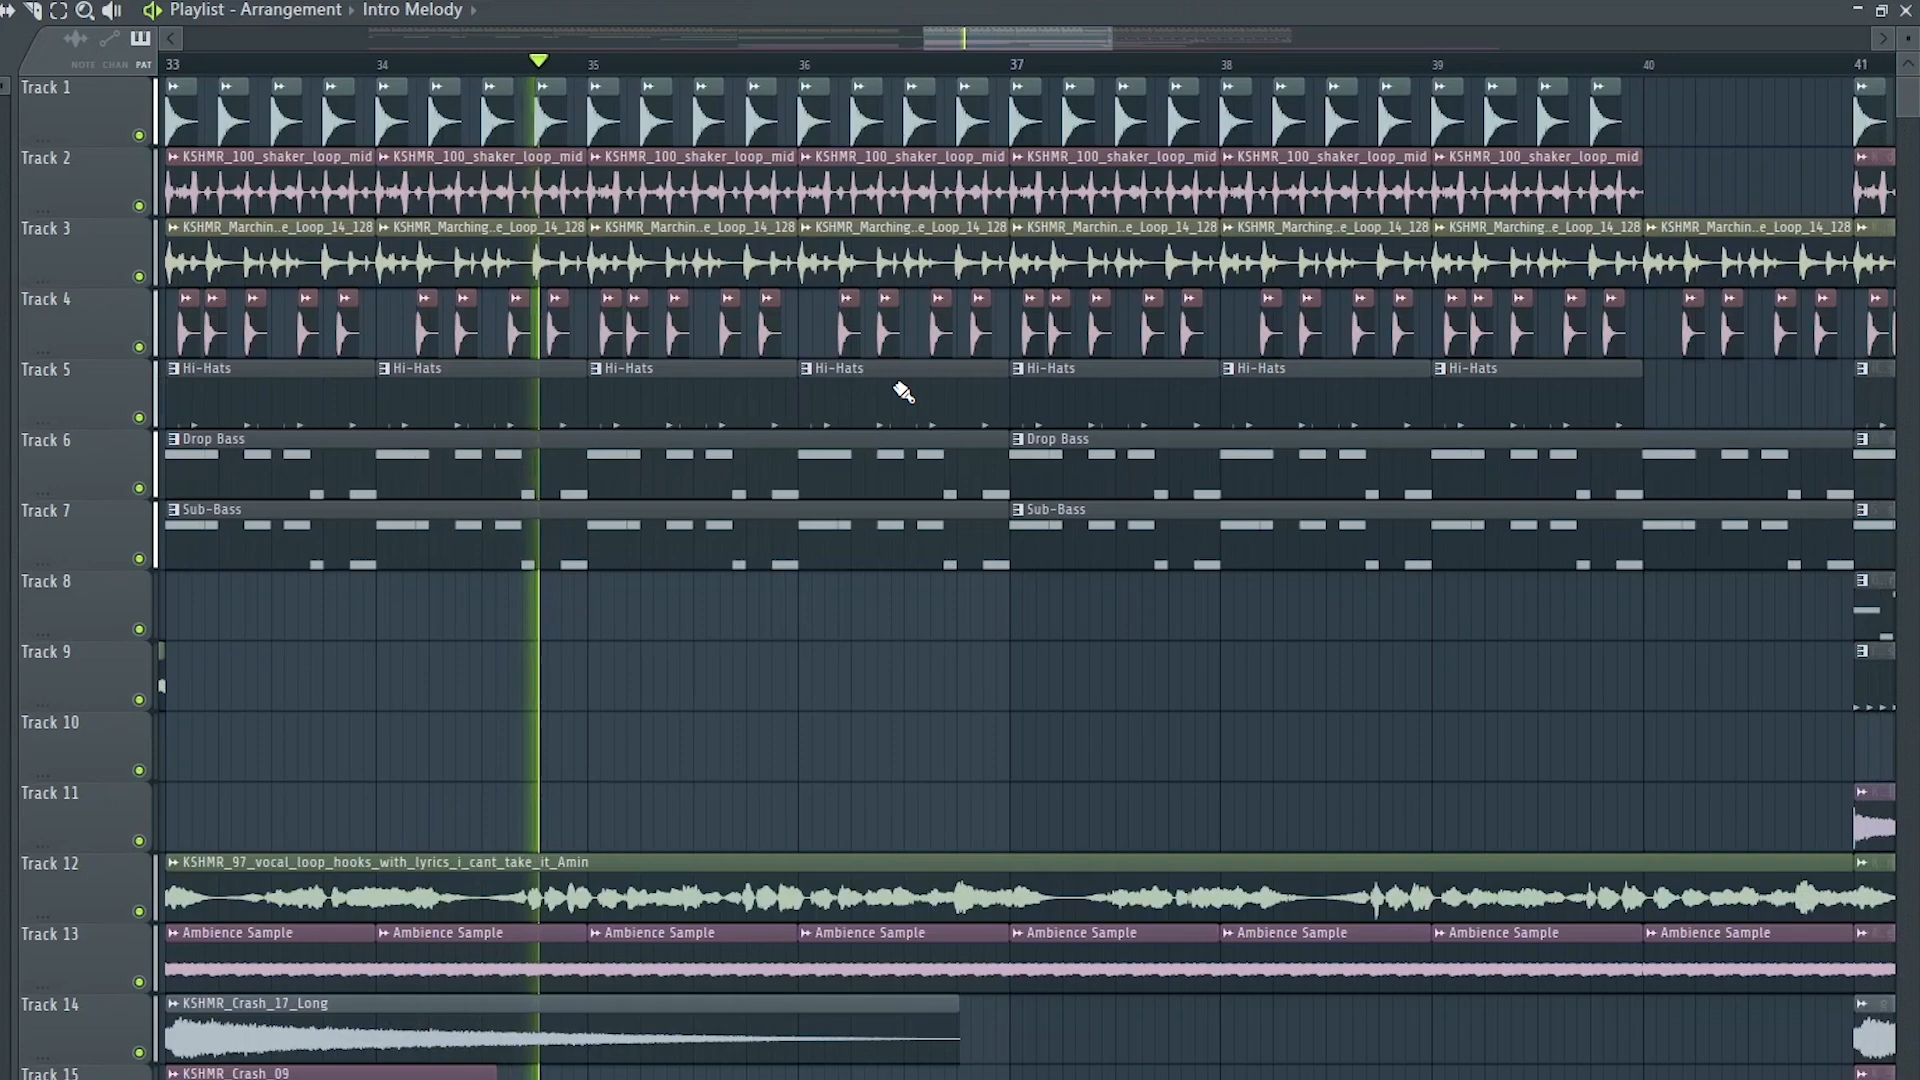 Playlist - Arrangement ▸ Intro Melody ▸
NOTE CHAN PAT
33 34 35 36 37 38 39 40 41
Track 1
Track 2
KSHMR_100_shaker_loop_mid KSHMR_100_shaker_loop_mid KSHMR_100_shaker_loop_mid KSHMR_100_shaker_loop_mid KSHMR_100_shaker_loop_mid KSHMR_100_shaker_loop_mid KSHMR_100_shaker_loop_mid
Track 3
KSHMR_Marchin..e_Loop_14_128 KSHMR_Marching..e_Loop_14_128 KSHMR_Marchin..e_Loop_14_128 KSHMR_Marching..e_Loop_14_128 KSHMR_Marchin..e_Loop_14_128 KSHMR_Marching..e_Loop_14_128 KSHMR_Marching..e_Loop_14_128 KSHMR_Marchin..e_Loop_14_128
Track 4
Track 5
Hi-Hats Hi-Hats Hi-Hats Hi-Hats Hi-Hats Hi-Hats Hi-Hats
Track 6
Drop Bass Drop Bass
Track 7
Sub-Bass Sub-Bass
Track 8
Track 9
Track 10
Track 11
Track 12
KSHMR_97_vocal_loop_hooks_with_lyrics_i_cant_take_it_Amin
Track 13
Ambience Sample Ambience Sample Ambience Sample Ambience Sample Ambience Sample Ambience Sample Ambience Sample Ambience Sample
Track 14
KSHMR_Crash_17_Long
Track 15
KSHMR_Crash_09